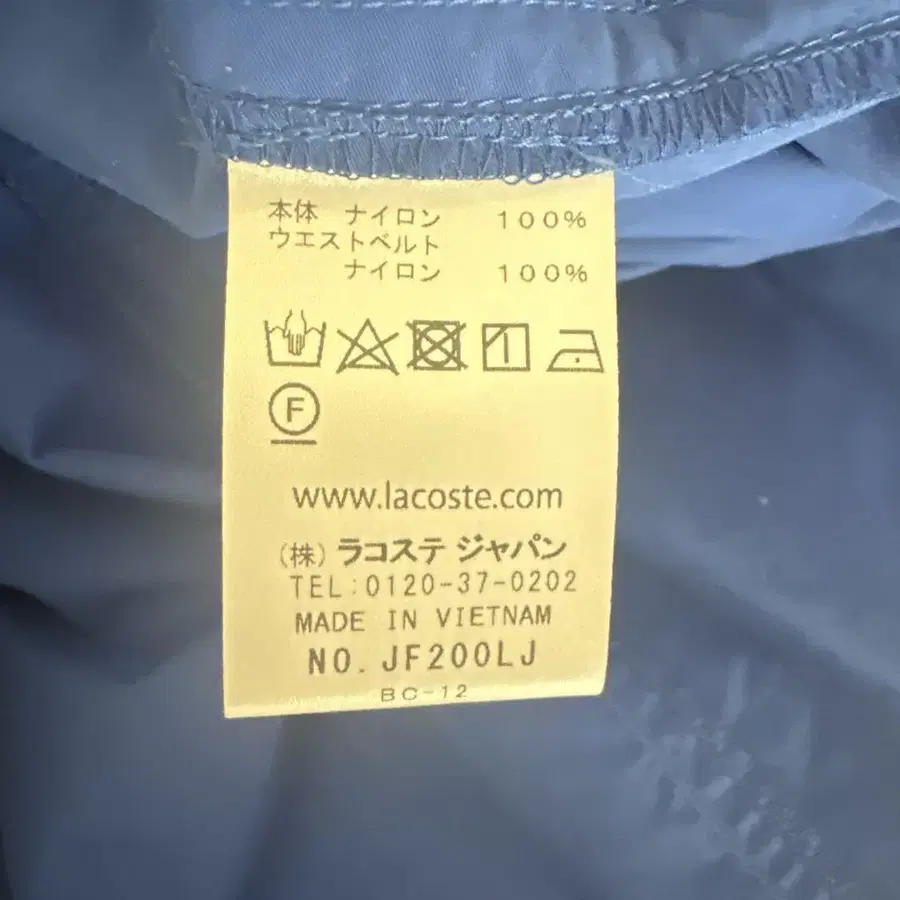 本体 ナイロン 100%
ウエストベルト
ナイロン 100%
F
www.lacoste.com
(株) ラコステ ジャパン
TEL:0120-37-0202
MADE IN VIETNAM
NO. JF200LJ
BC-12